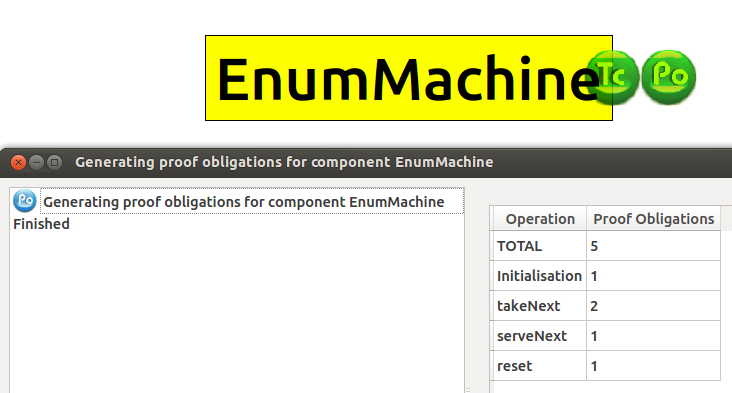 EnumMachine Tc Po
Generating proof obligations for component EnumMachine
Po Generating proof obligations for component EnumMachine
Finished
Operation Proof Obligations
TOTAL 5
Initialisation 1
takeNext 2
serveNext 1
reset 1